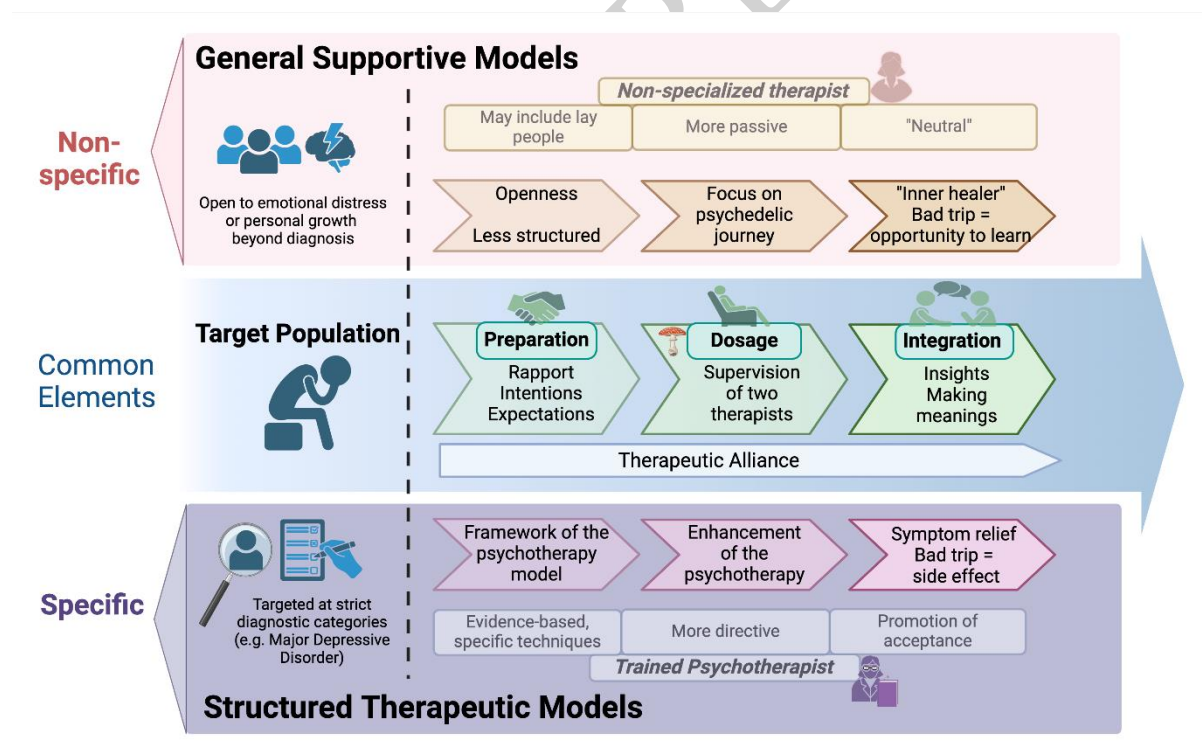 General Supportive Models
Non-specialized therapist
May include lay
people
More passive
"Neutral"
Non-
specific
Open to emotional distress
or personal growth
beyond diagnosis
Openness
Less structured
Focus on
psychedelic
journey
"Inner healer"
Bad trip =
opportunity to learn
Common
Elements
Target Population
Preparation
Rapport
Intentions
Expectations
Dosage
Supervision
of two
therapists
Integration
Insights
Making
meanings
Therapeutic Alliance
Specific
Targeted at strict
diagnostic categories
(e.g. Major Depressive
Disorder)
Framework of the
psychotherapy
model
Enhancement
of the
psychotherapy
Symptom relief
Bad trip =
side effect
Evidence-based,
specific techniques
More directive
Promotion of
acceptance
Trained Psychotherapist
Structured Therapeutic Models